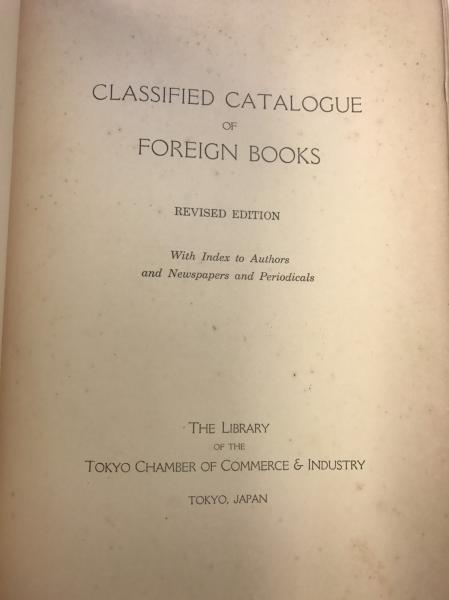 CLASSIFIED CATALOGUE
OF
FOREIGN BOOKS
REVISED EDITION
With Index to Authors
and Newspapers and Periodicals
THE LIBRARY
OF THE
TOKYO CHAMBER OF COMMERCE & INDUSTRY
TOKYO, JAPAN